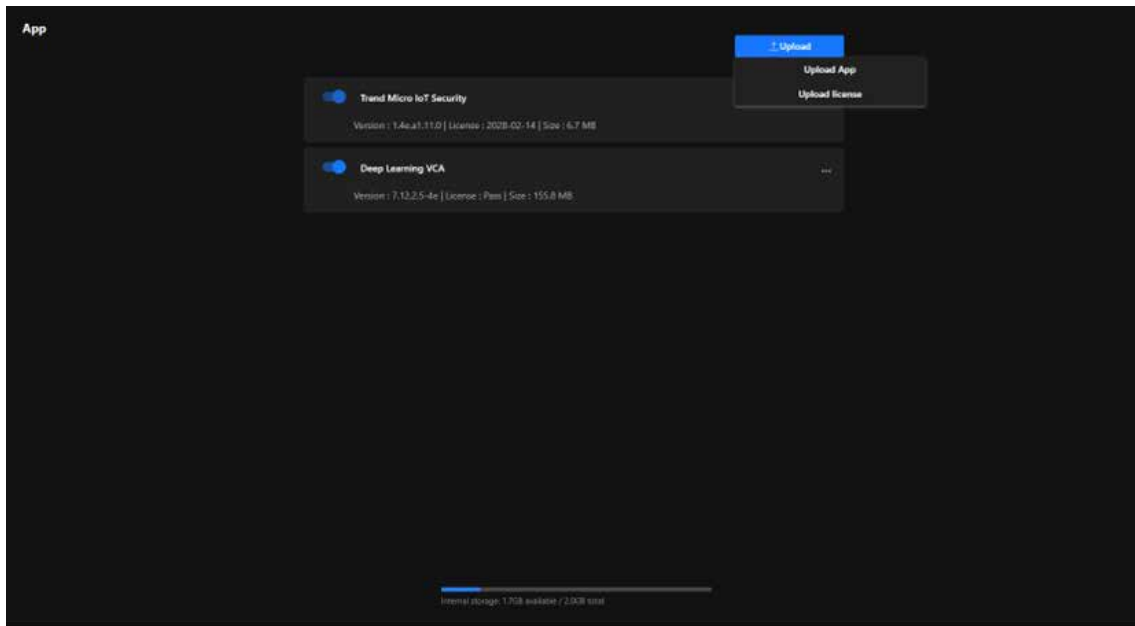 App
Upload
Upload App
Upload license
Trend Micro IoT Security
Version : 1.4e.a1.11.0 | License : 2028-02-14 | Size : 6.7 MB
Deep Learning VCA
...
Version : 7.12.2.5-4e | License : Pass | Size : 155.8 MB
Internal storage: 1.7GB available / 2.0GB total